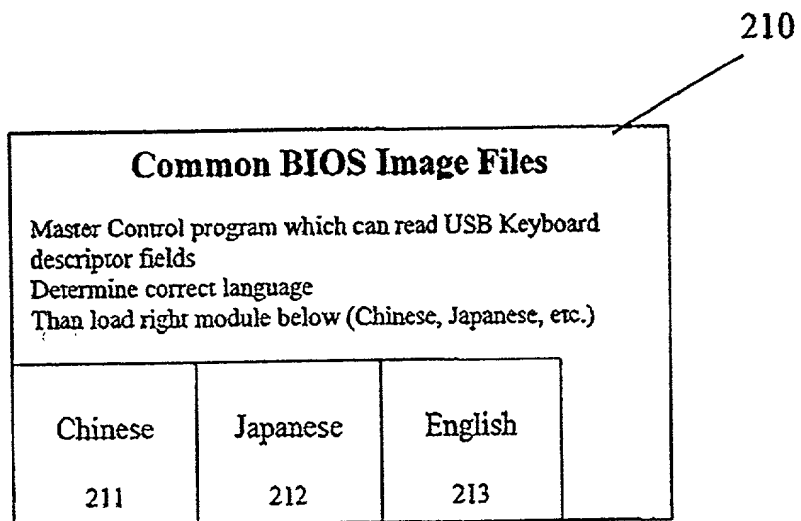 210
Common BIOS Image Files
Master Control program which can read USB Keyboard
descriptor fields
Determine correct language
Than load right module below (Chinese, Japanese, etc.)
Chinese
Japanese
English
211
212
213